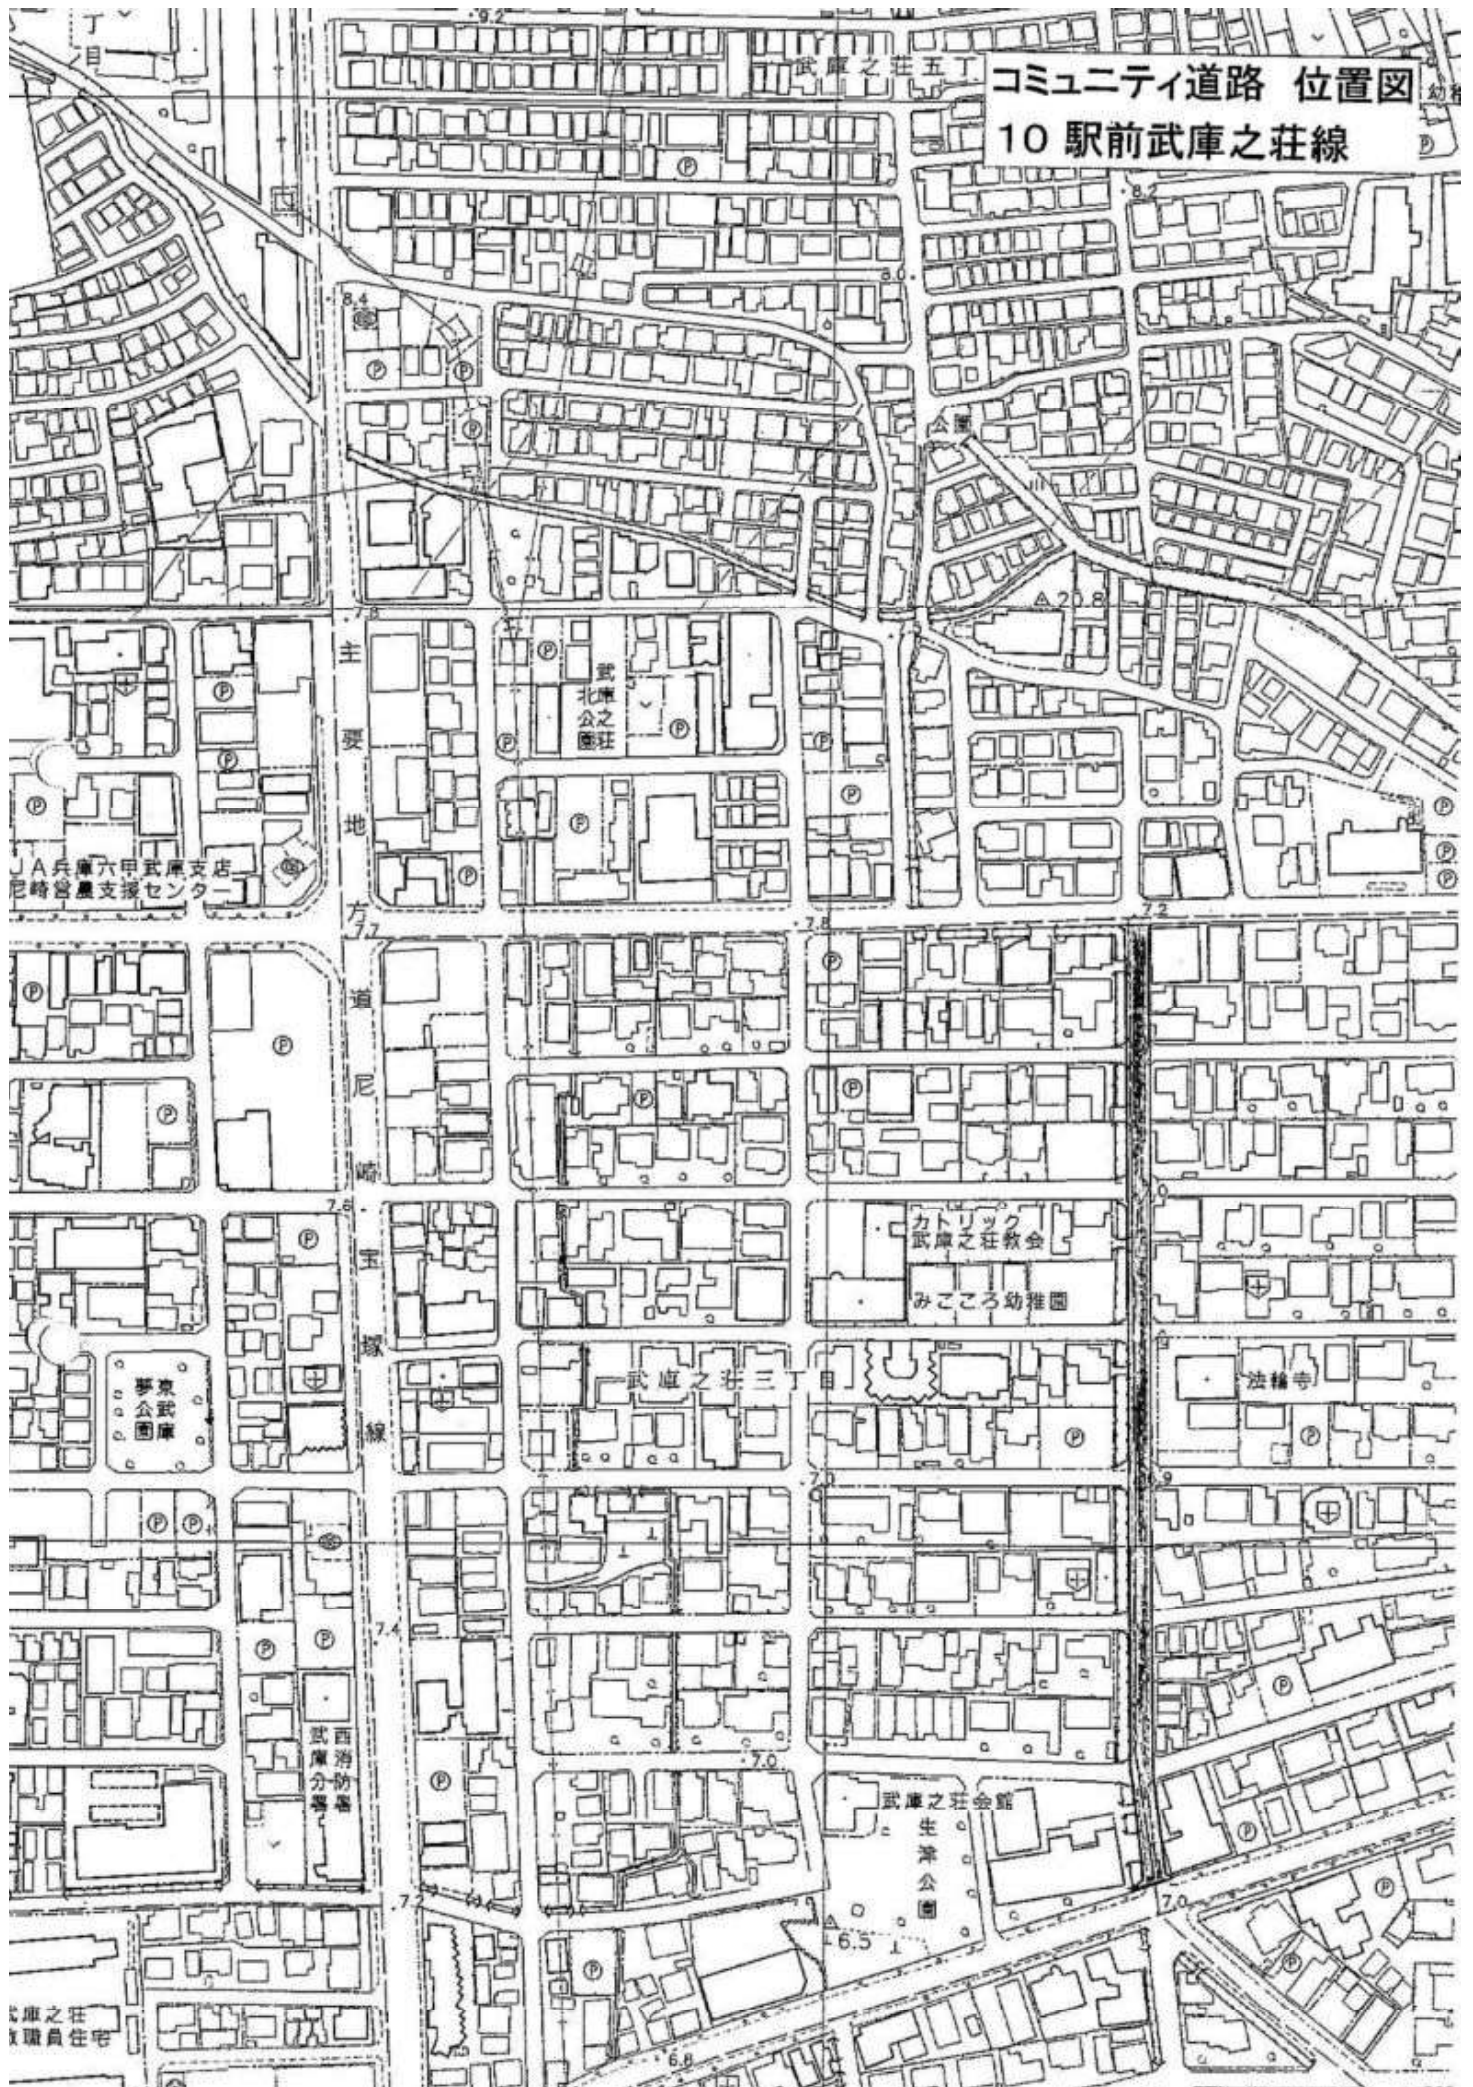 丁目
9.2
武庫之荘五丁
コミュニティ道路 位置図
10 駅前武庫之荘線
幼稚
Ⓟ
Ⓟ
8.2
8.0
8.4
Ⓟ
Ⓟ
Ⓟ
公園
△20.8
7.8
主要地方道尼崎宝塚線
Ⓟ
武庫之荘
北公園
Ⓟ
Ⓟ
Ⓟ
Ⓟ
Ⓟ
Ⓟ
Ⓟ
Ⓟ
Ⓟ
Ⓟ
JA兵庫六甲武庫支店
尼崎営農支援センター
Ⓟ
Ⓟ
Ⓟ
7.2
7.8
7.7
Ⓟ
Ⓟ
Ⓟ
Ⓟ
Ⓟ
Ⓟ
7.6
カトリック
武庫之荘教会
みこころ幼稚園
Ⓟ
東武庫
夢公園
武庫之荘三丁目
法輪寺
Ⓟ
Ⓟ
Ⓟ
Ⓟ
7.4
Ⓟ
Ⓟ
Ⓟ
西消防署
武庫分署
7.0
Ⓟ
武庫之荘会館
生津公園
Ⓟ
7.2
7.0
Ⓟ
6.5
Ⓟ
Ⓟ
武庫之荘
職員住宅
6.8